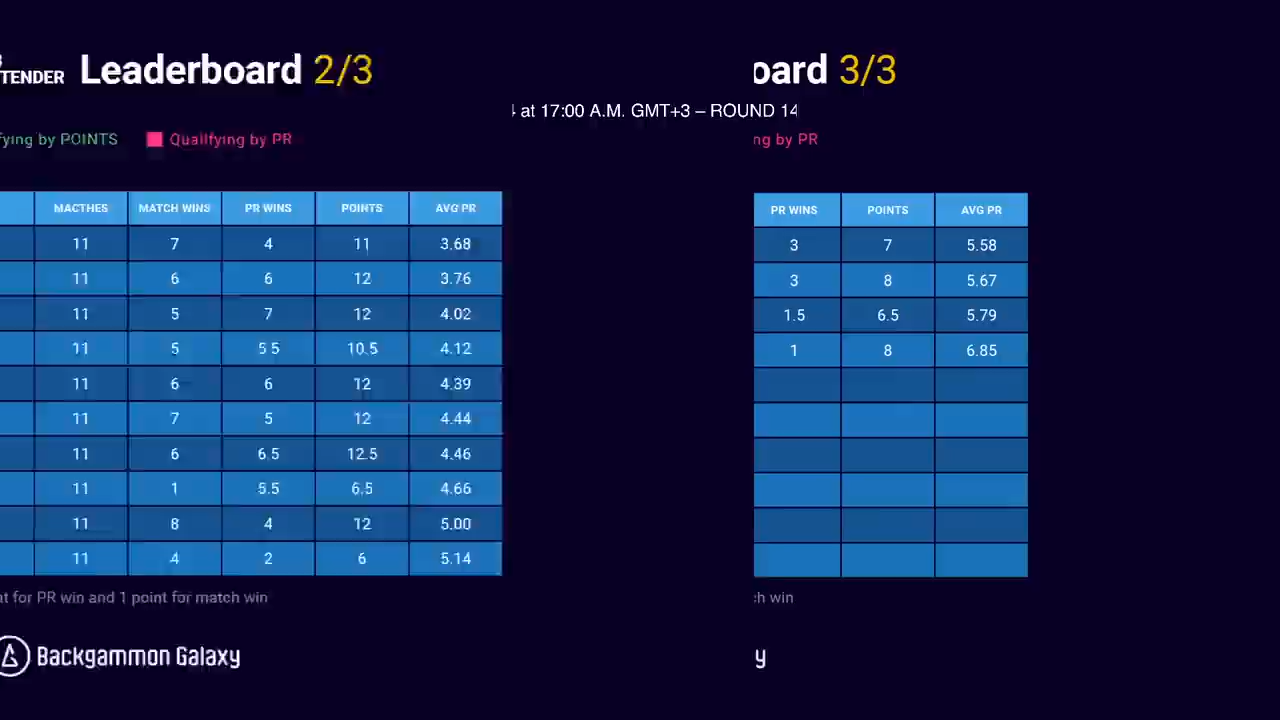 TENDER Leaderboard 2/3
oard 3/3
at 17:00 A.M. GMT+3 – ROUND 14
fying by POINTS Qualifying by PR
ng by PR
MACTHES MATCH WINS PR WINS POINTS AVG PR
11 7 4 11 3.68
11 6 6 12 3.76
11 5 7 12 4.02
11 5 5.5 10.5 4.12
11 6 6 12 4.39
11 7 5 12 4.44
11 6 6.5 12.5 4.46
11 1 5.5 6.5 4.66
11 8 4 12 5.00
11 4 2 6 5.14
PR WINS POINTS AVG PR
3 7 5.58
3 8 5.67
1.5 6.5 5.79
1 8 6.85
at for PR win and 1 point for match win
ch win
Backgammon Galaxy
y